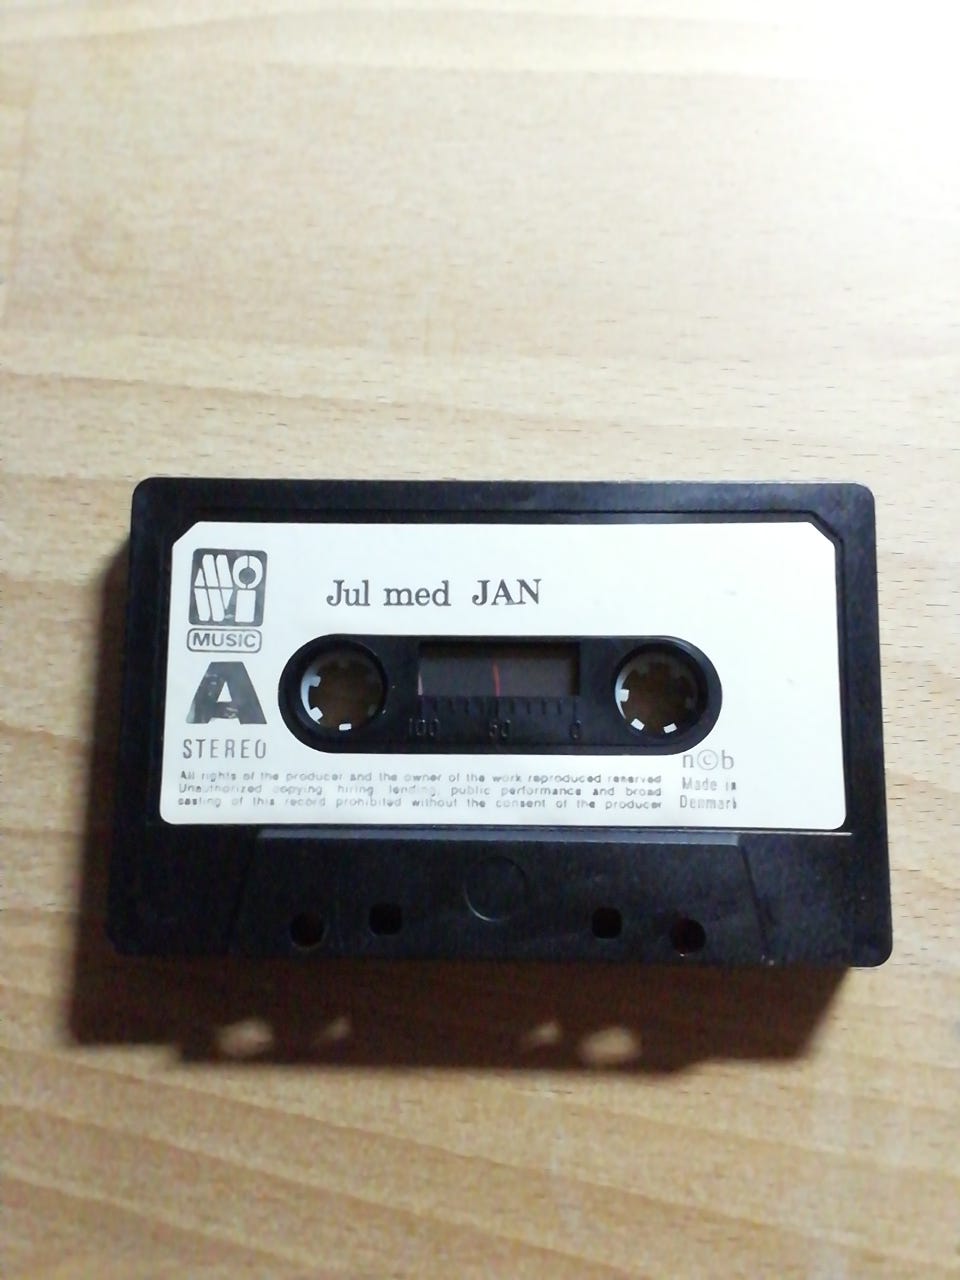 MOWI
MUSIC
Jul med JAN
A
STEREO
100 50 0
n©b
All rights of the producer and the owner of the work reproduced reserved
Unauthorized copying hiring lending, public performance and broad
casting of this record prohibited without the consent of the producer
Made in
Denmark